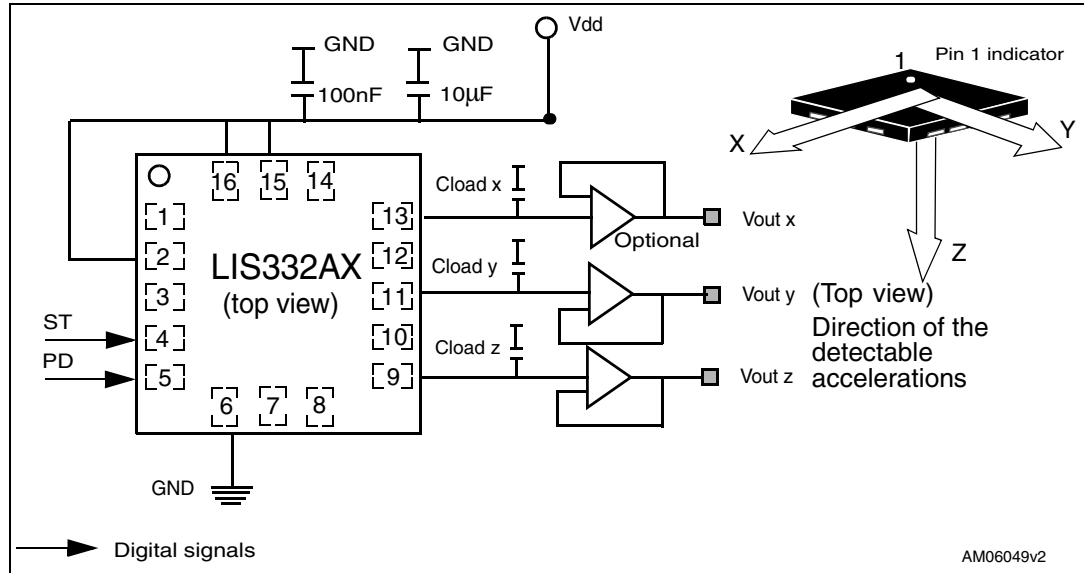 Vdd
GND
GND
100nF
10µF
1
Pin 1 indicator
X
Y
Z
16
15
14
1
2
3
4
5
LIS332AX
(top view)
13
12
11
10
9
6
7
8
ST
PD
GND
Cload x
Cload y
Cload z
Optional
Vout x
Vout y
Vout z
(Top view)
Direction of the
detectable
accelerations
Digital signals
AM06049v2